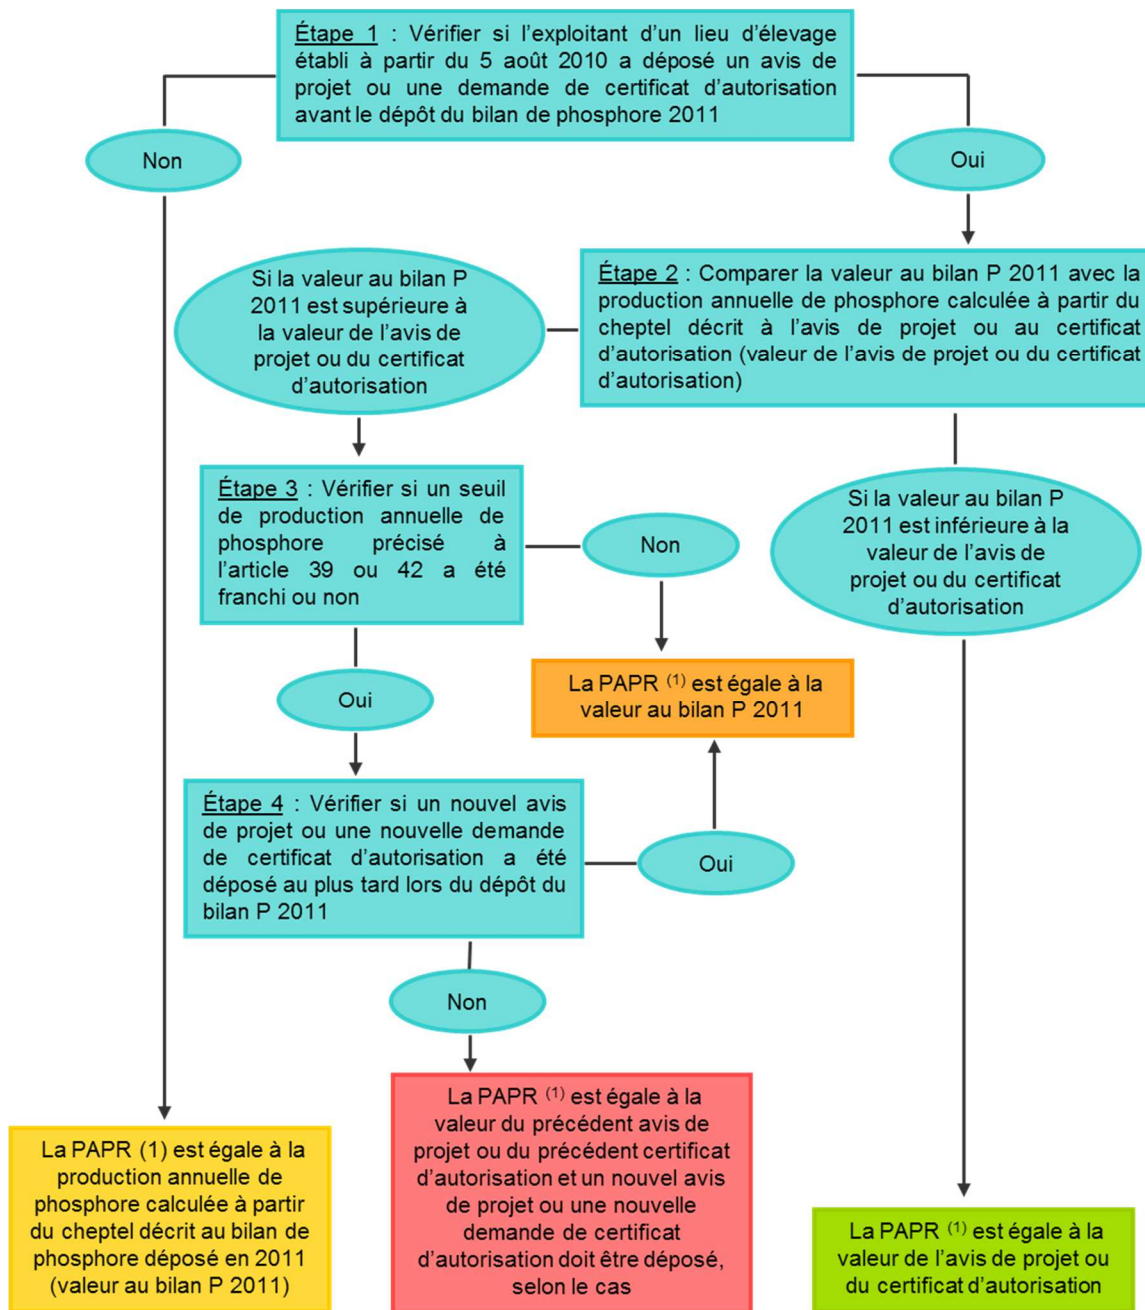 Étape 1 : Vérifier si l’exploitant d’un lieu d’élevage
établi à partir du 5 août 2010 a déposé un avis de
projet ou une demande de certificat d’autorisation
avant le dépôt du bilan de phosphore 2011
Non
Oui
Si la valeur au bilan P
2011 est supérieure à
la valeur de l’avis de
projet ou du certificat
d’autorisation
Étape 2 : Comparer la valeur au bilan P 2011 avec la
production annuelle de phosphore calculée à partir du
cheptel décrit à l’avis de projet ou au certificat
d’autorisation (valeur de l’avis de projet ou du certificat
d’autorisation)
Étape 3 : Vérifier si un seuil
de production annuelle de
phosphore précisé à
l’article 39 ou 42 a été
franchi ou non
Non
Si la valeur au bilan P
2011 est inférieure à la
valeur de l’avis de
projet ou du certificat
d’autorisation
Oui
La PAPR (1) est égale à la
valeur au bilan P 2011
Étape 4 : Vérifier si un nouvel avis
de projet ou une nouvelle demande
de certificat d’autorisation a été
déposé au plus tard lors du dépôt du
bilan P 2011
Oui
Non
La PAPR (1) est égale à la
production annuelle de
phosphore calculée à partir
du cheptel décrit au bilan de
phosphore déposé en 2011
(valeur au bilan P 2011)
La PAPR (1) est égale à la
valeur du précédent avis de
projet ou du précédent certificat
d’autorisation et un nouvel avis
de projet ou une nouvelle
demande de certificat
d’autorisation doit être déposé,
selon le cas
La PAPR (1) est égale à la
valeur de l’avis de projet ou
du certificat d’autorisation